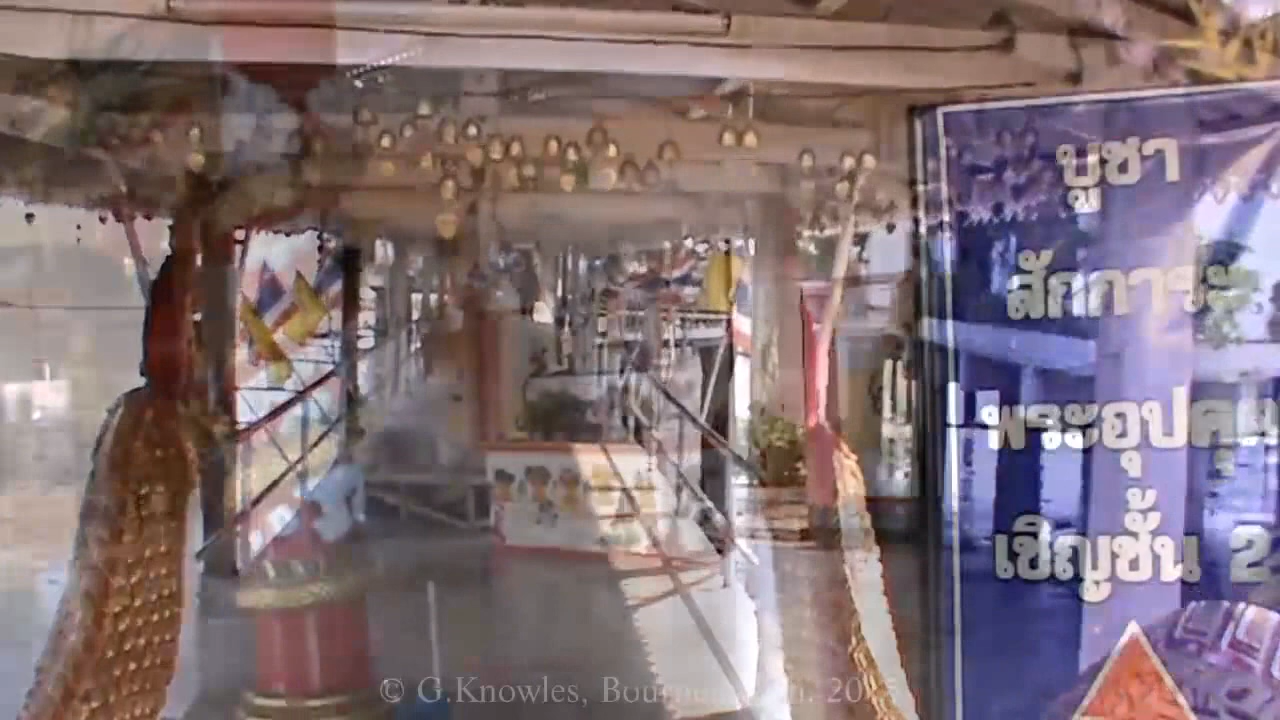 บูชา
สักการะ
พระอุปคุต
เชิญชั้น 2
© G.Knowles,